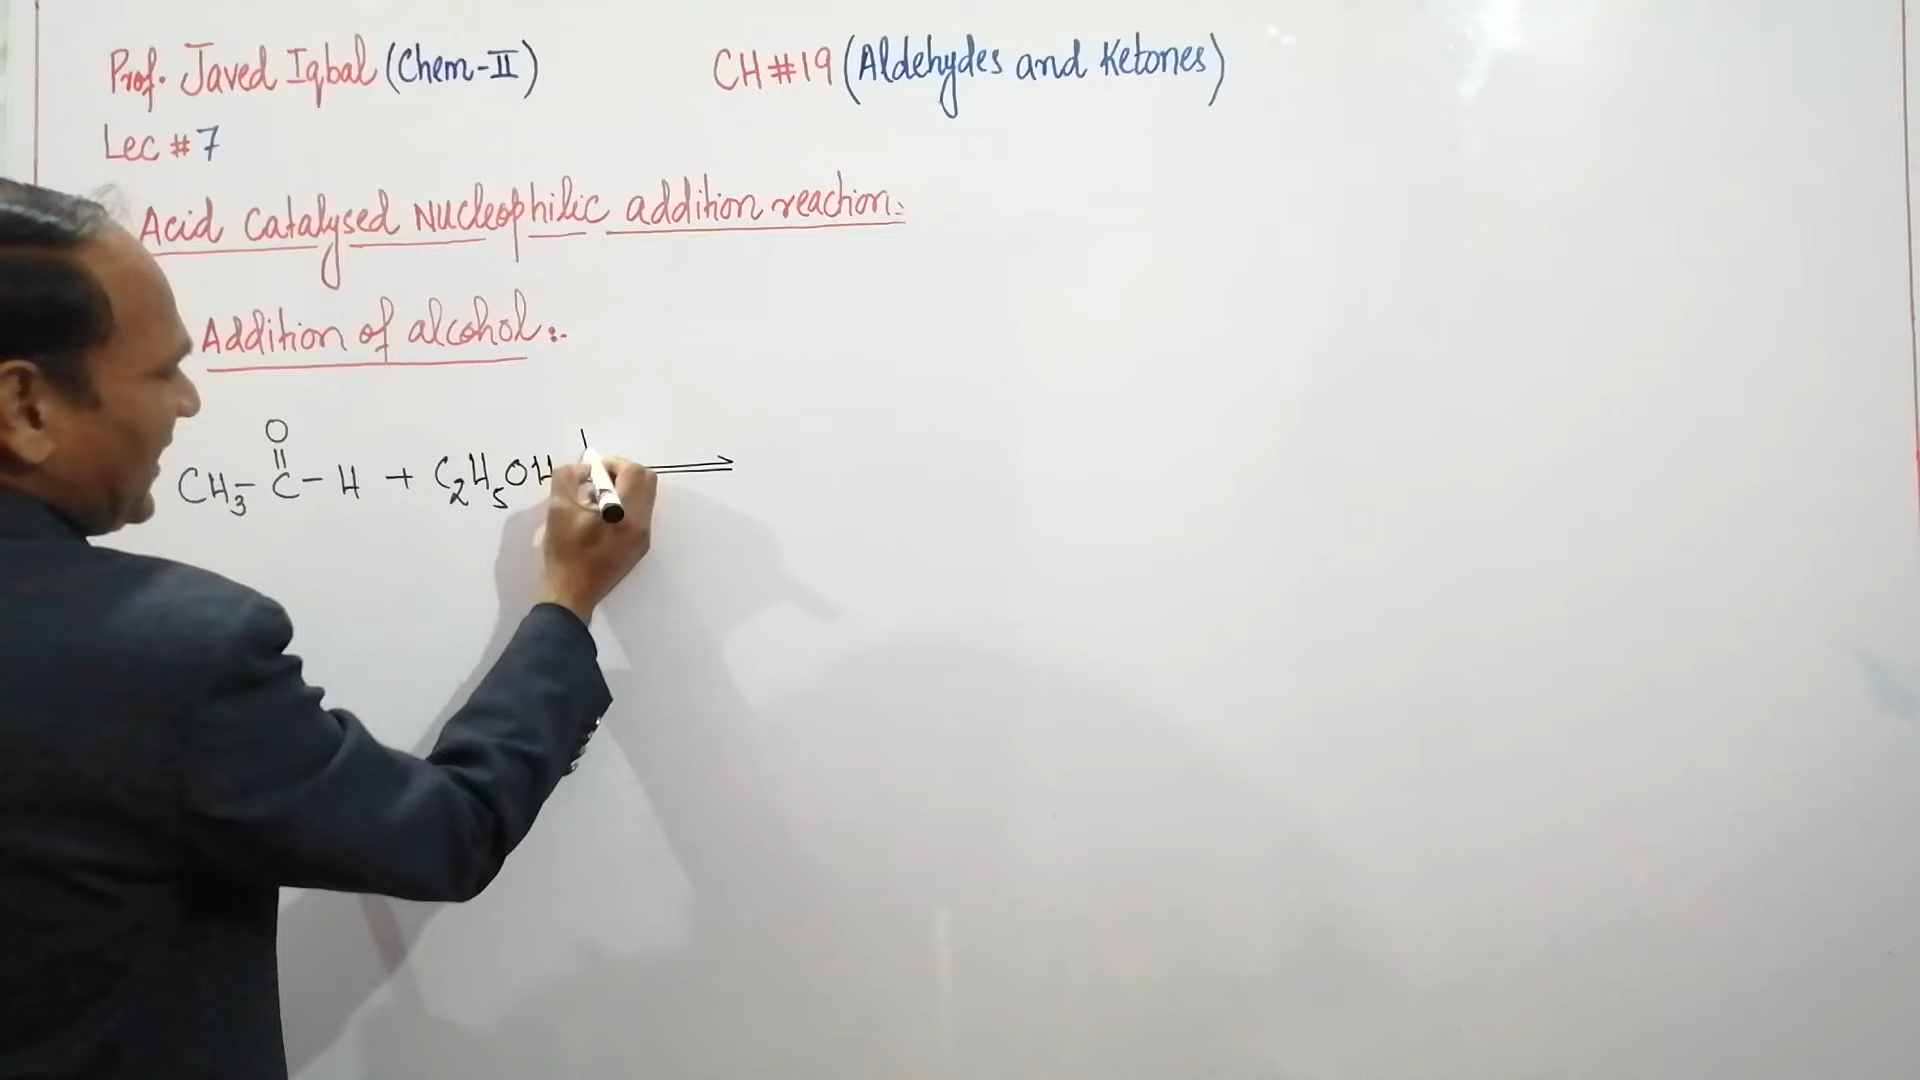 Prof. Javed Iqbal (Chem-II) CH#19 (Aldehydes and Ketones)
Lec #7
Acid Catalysed Nucleophilic addition reaction:
Addition of alcohol:-
O
||
CH₃-C-H + C₂H₅OH